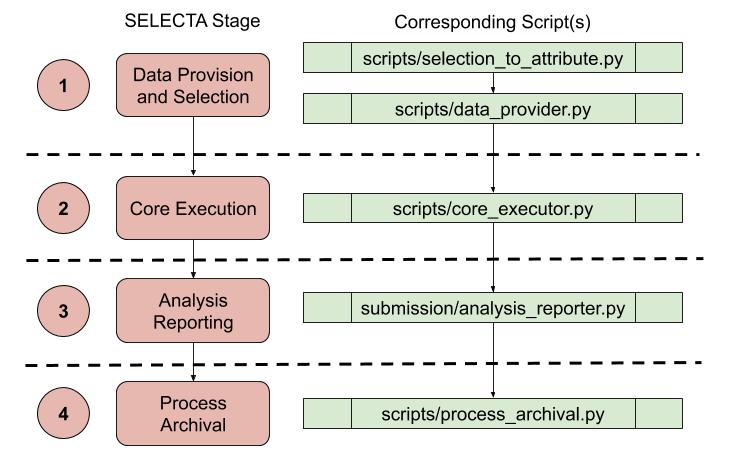 SELECTA Stage
Corresponding Script(s)
1
Data Provision
and Selection
scripts/selection_to_attribute.py
scripts/data_provider.py
2
Core Execution
scripts/core_executor.py
3
Analysis
Reporting
submission/analysis_reporter.py
4
Process
Archival
scripts/process_archival.py